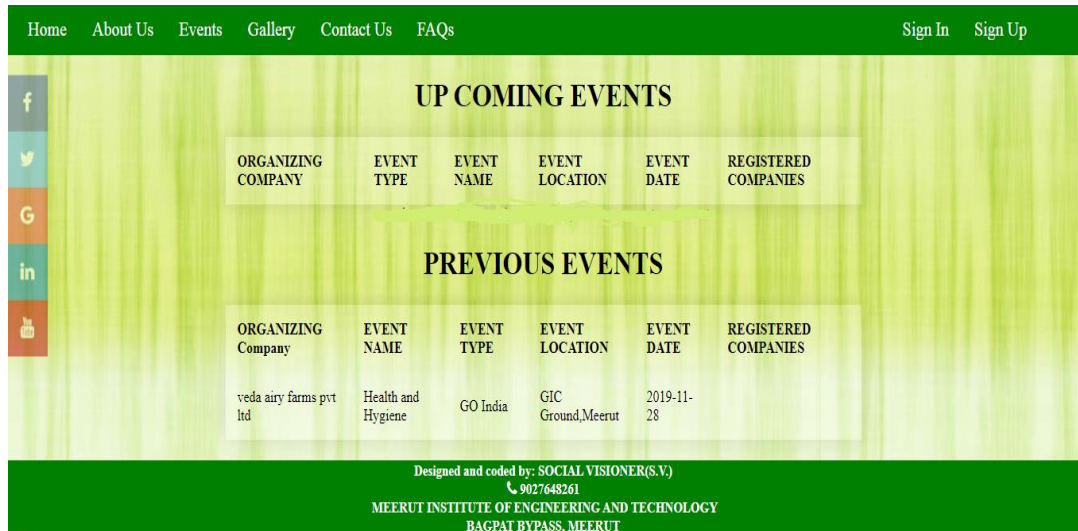 Home About Us Events Gallery Contact Us FAQs Sign In Sign Up
UP COMING EVENTS
ORGANIZING COMPANY EVENT TYPE EVENT NAME EVENT LOCATION EVENT DATE REGISTERED COMPANIES
PREVIOUS EVENTS
ORGANIZING Company EVENT NAME EVENT TYPE EVENT LOCATION EVENT DATE REGISTERED COMPANIES
veda airy farms pvt ltd Health and Hygiene GO India GIC Ground,Meerut 2019-11-28
f
G
in
You Tube
Designed and coded by: SOCIAL VISIONER(S.V.)
9027648261
MEERUT INSTITUTE OF ENGINEERING AND TECHNOLOGY
BAGPAT BYPASS, MEERUT